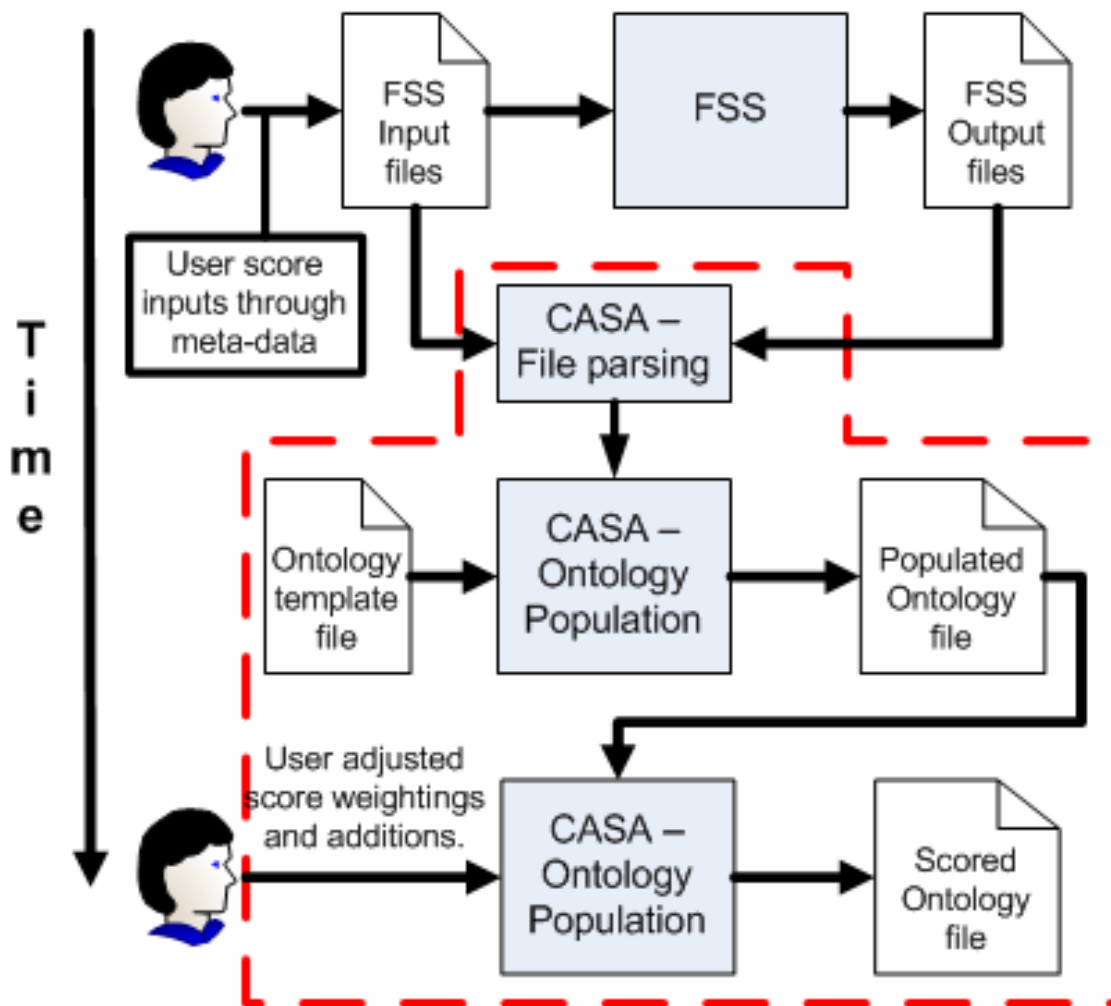 FSS
Input
files
FSS
FSS
Output
files
User score
inputs through
meta-data
CASA –
File parsing
T
i
m
e
Ontology
template
file
CASA –
Ontology
Population
Populated
Ontology
file
User adjusted
score weightings
and additions.
CASA –
Ontology
Population
Scored
Ontology
file